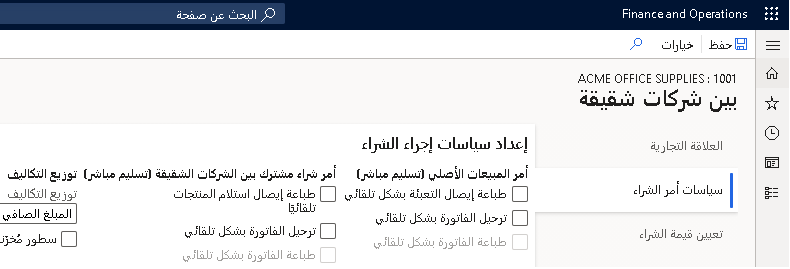 Finance and Operations
البحث عن صفحة
حفظ
خيارات
ACME OFFICE SUPPLIES : 1001
بين شركات شقيقة
العلاقة التجارية
سياسات أمر الشراء
تعيين قيمة الشراء
إعداد سياسات إجراء الشراء
أمر المبيعات الأصلي (تسليم مباشر)
طباعة إيصال التعبئة بشكل تلقائي
ترحيل الفاتورة بشكل تلقائي
طباعة الفاتورة بشكل تلقائي
أمر شراء مشترك بين الشركات الشقيقة (تسليم مباشر)
طباعة إيصال استلام المنتجات
تلقائيًا
ترحيل الفاتورة بشكل تلقائي
طباعة الفاتورة بشكل تلقائي
توزيع التكاليف
توزيع التكاليف
المبلغ الصافي
سطور